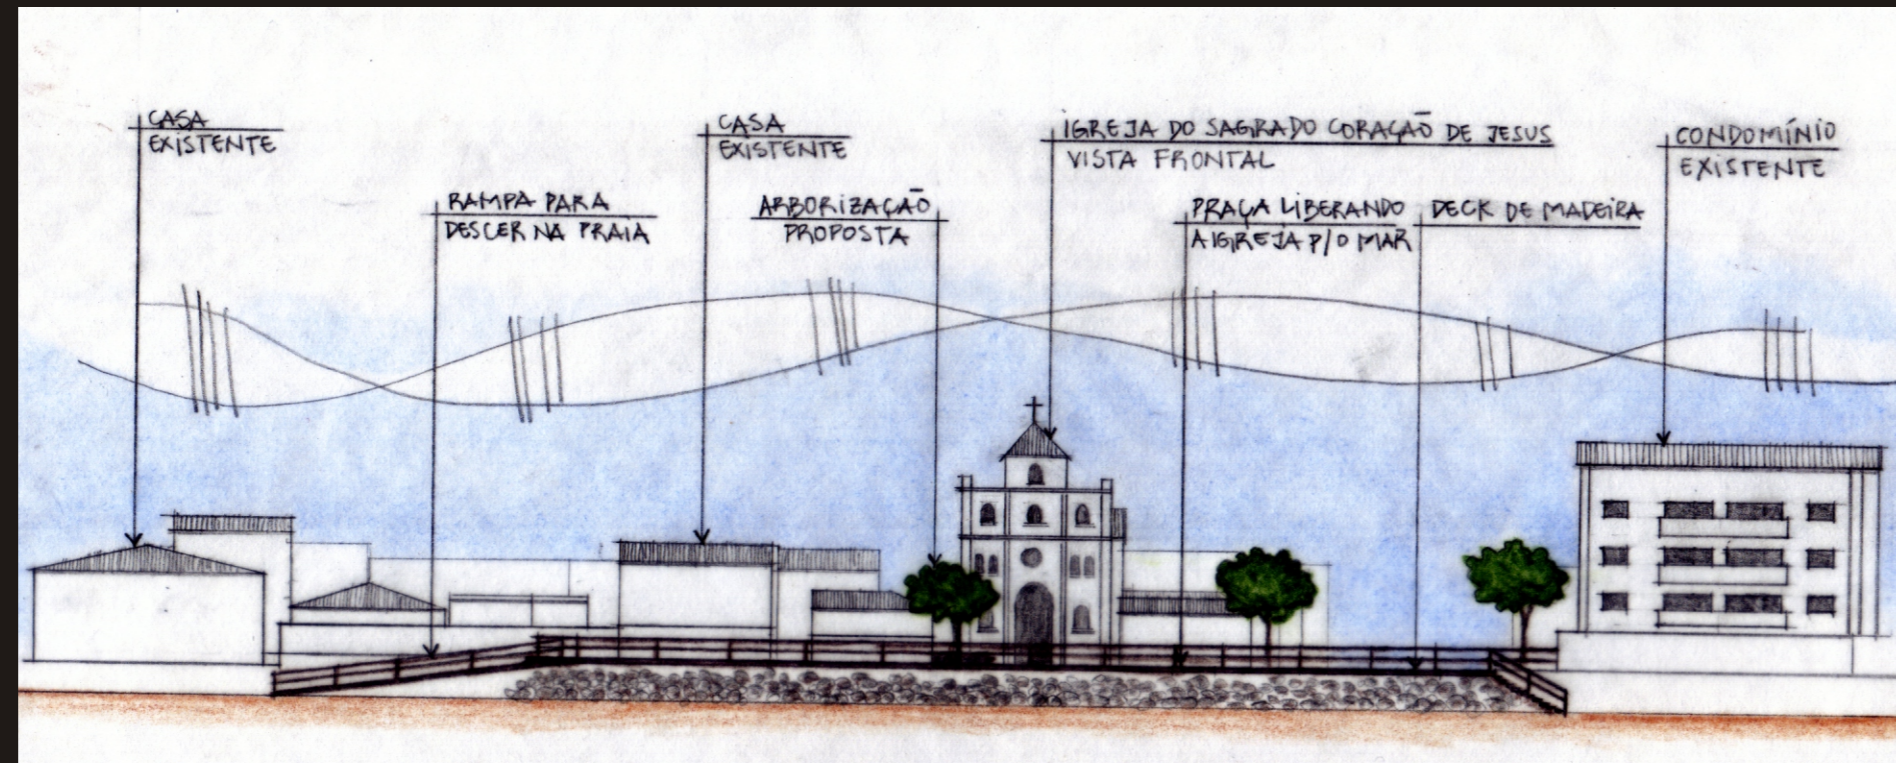 CASA
EXISTENTE
CASA
EXISTENTE
IGREJA DO SAGRADO CORAÇÃO DE JESUS
VISTA FRONTAL
CONDOMÍNIO
EXISTENTE
RAMPA PARA
DESCER NA PRAIA
ARBORIZAÇÃO
PROPOSTA
PRAÇA LIBERANDO
A IGREJA P/O MAR
DECK DE MADEIRA